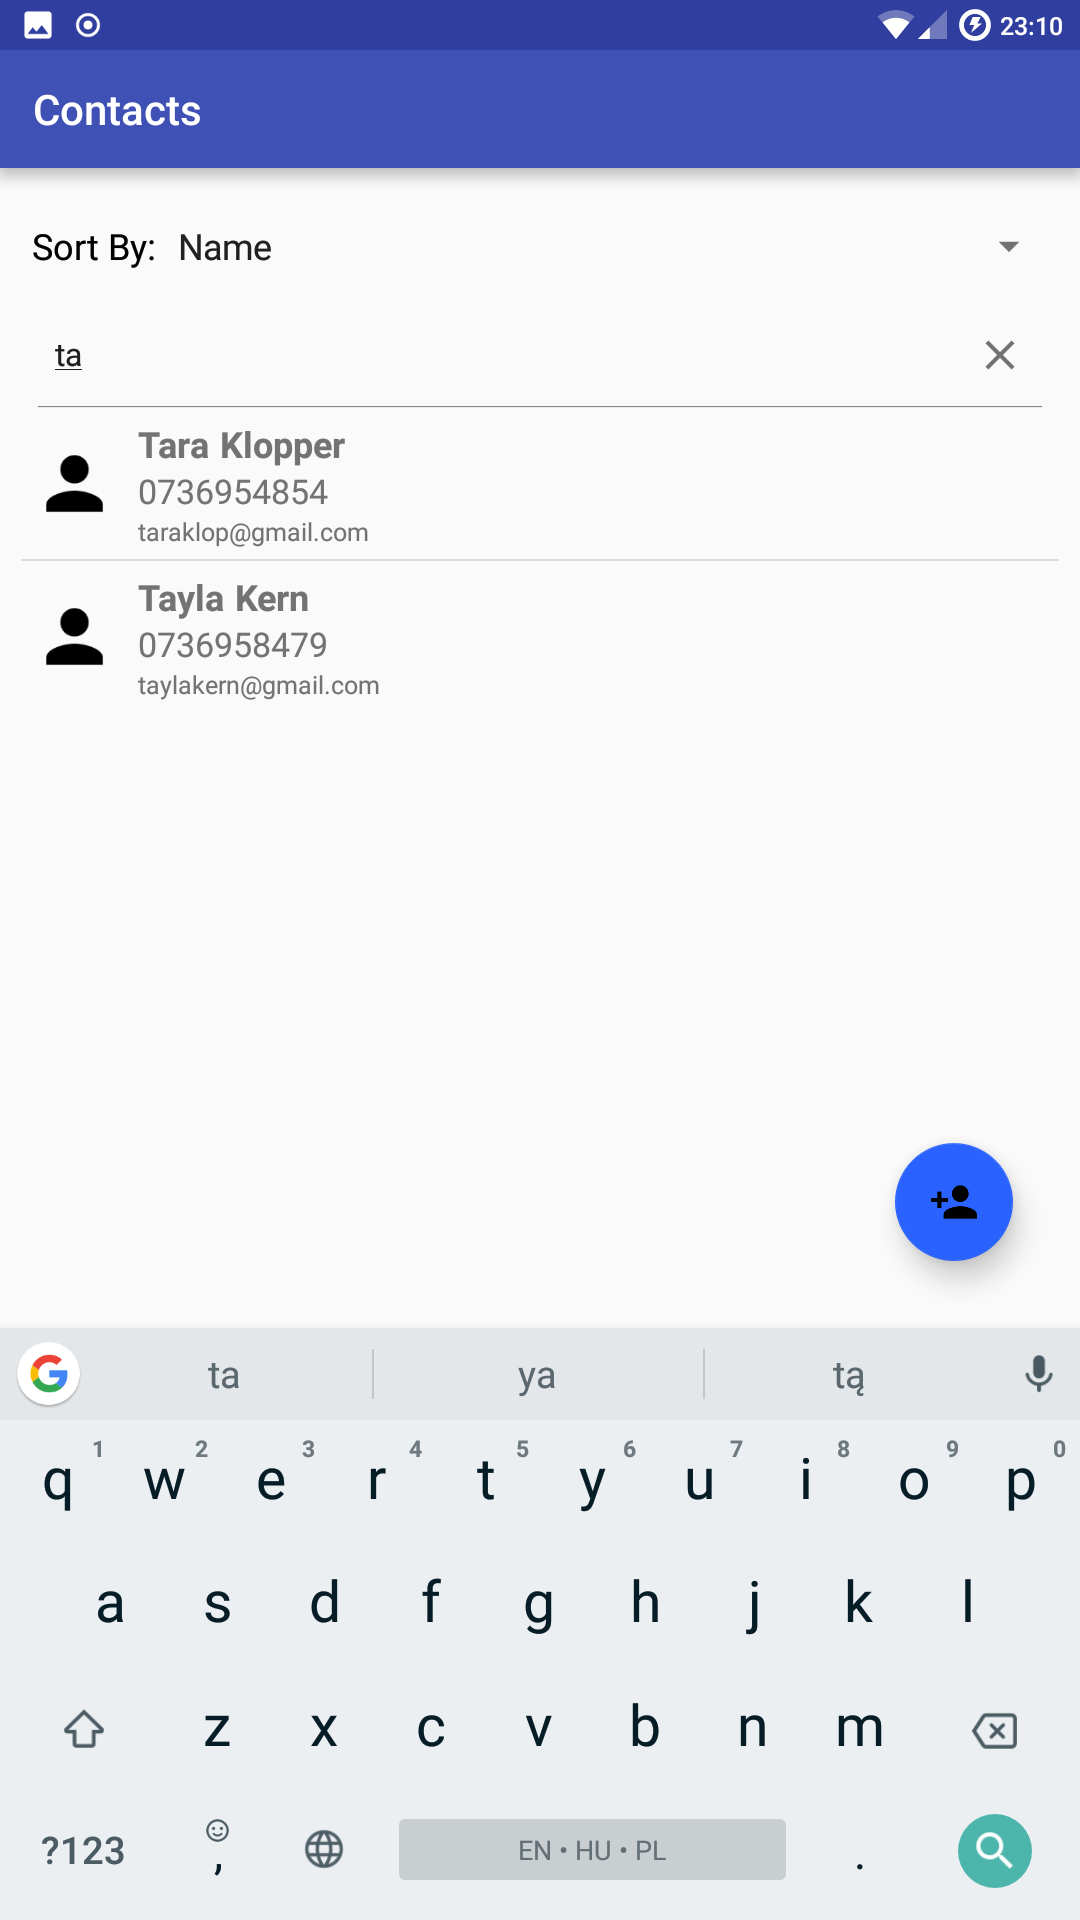 23:10
Contacts
Sort By: Name
ta
Tara Klopper
0736954854
taraklop@gmail.com
Tayla Kern
0736958479
taylakern@gmail.com
ta ya tą
1 2 3 4 5 6 7 8 9 0
q w e r t y u i o p
a s d f g h j k l
z x c v b n m
?123 , EN • HU • PL .